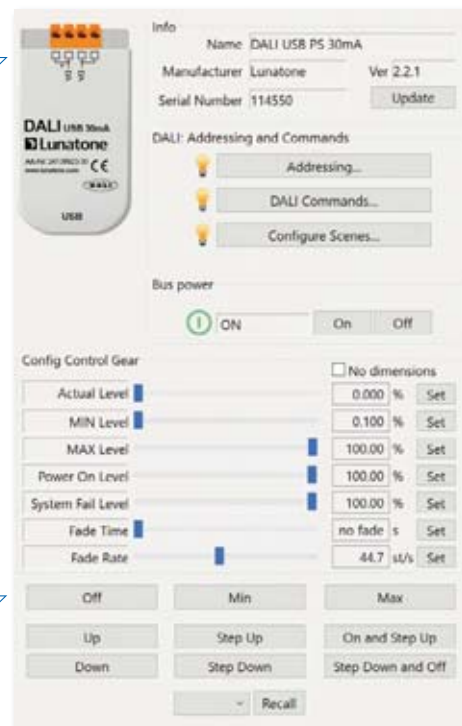 Info
Name DALI USB PS 30mA
Manufacturer Lunatone Ver 2.2.1
Serial Number 114550 Update
DALI USB 30mA
Lunatone
CE
DALI
USB
DALI: Addressing and Commands
Addressing...
DALI Commands...
Configure Scenes...
Bus power
ON On Off
Config Control Gear
No dimensions
Actual Level 0.000 % Set
MIN Level 0.100 % Set
MAX Level 100.00 % Set
Power On Level 100.00 % Set
System Fail Level 100.00 % Set
Fade Time no fade s Set
Fade Rate 44.7 st/s Set
Off Min Max
Up Step Up On and Step Up
Down Step Down Step Down and Off
Recall